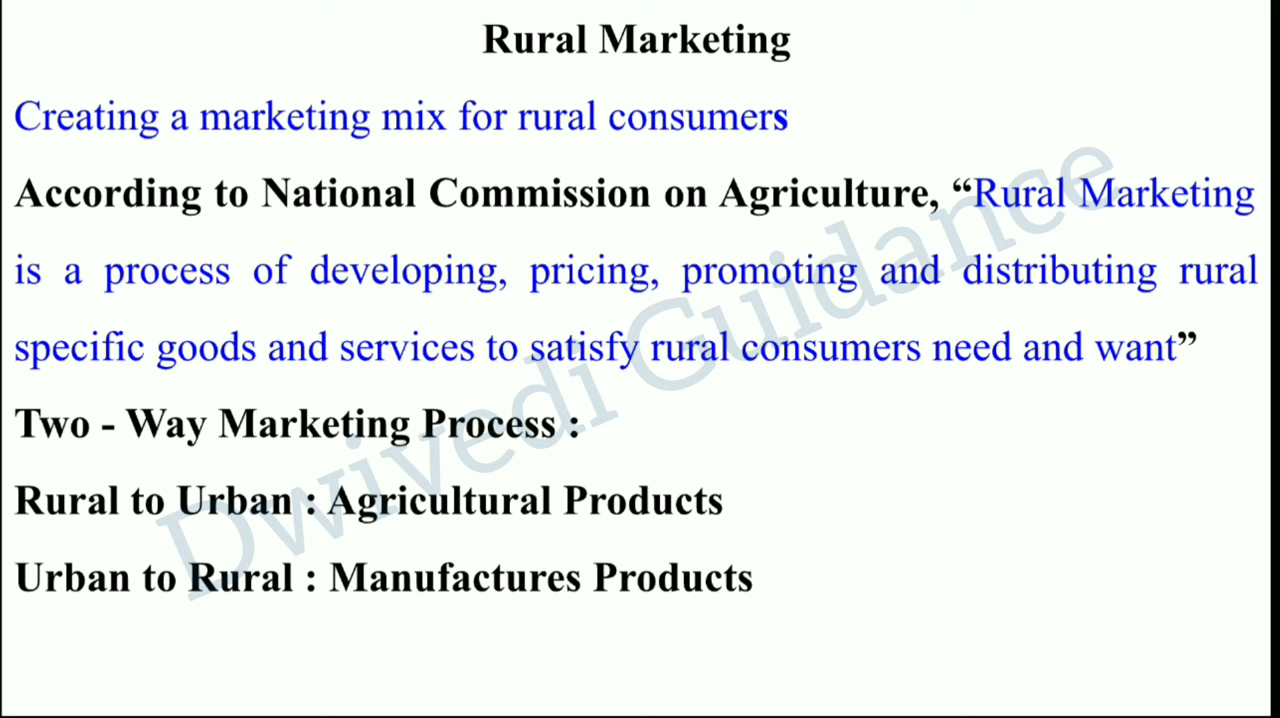 Rural Marketing
Creating a marketing mix for rural consumers
According to National Commission on Agriculture, “Rural Marketing
is a process of developing, pricing, promoting and distributing rural
specific goods and services to satisfy rural consumers need and want”
Two - Way Marketing Process :
Rural to Urban : Agricultural Products
Urban to Rural : Manufactures Products
Dwivedi Guidance